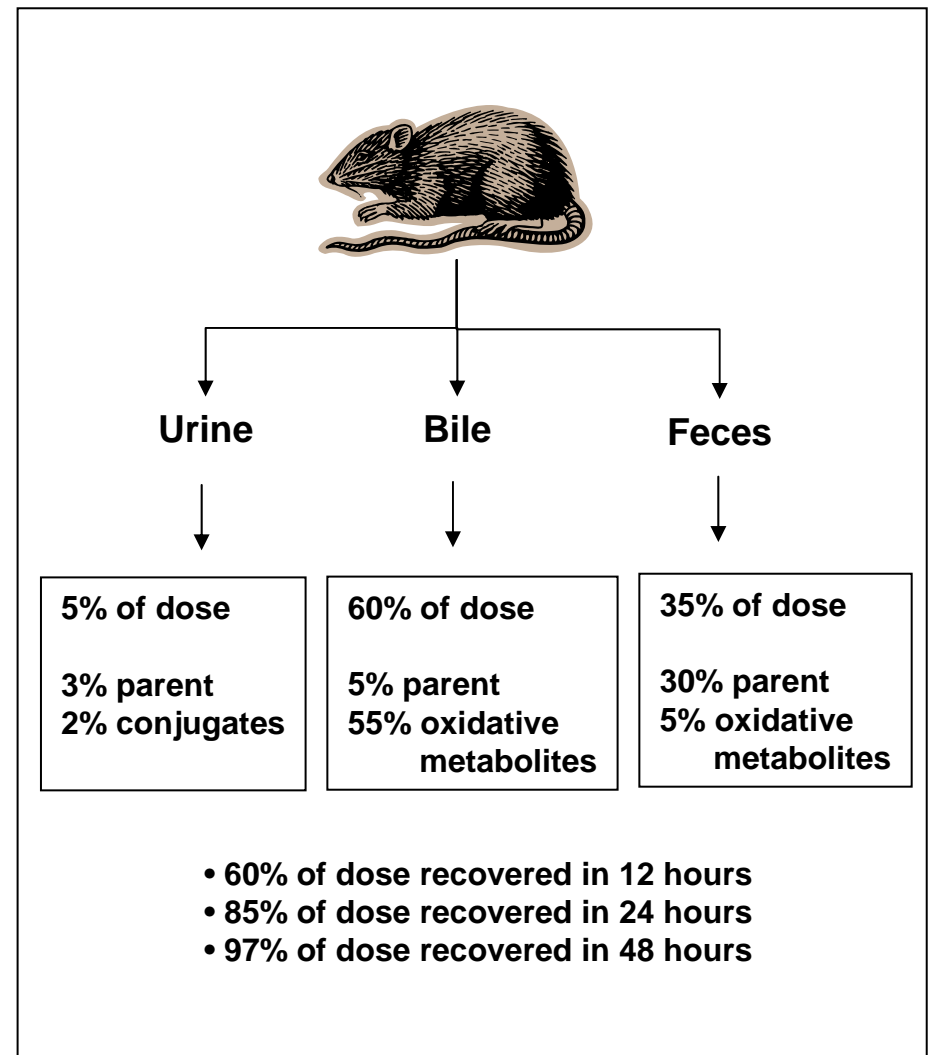 Urine
Bile
Feces
5% of dose
3% parent
2% conjugates
60% of dose
5% parent
55% oxidative
metabolites
35% of dose
30% parent
5% oxidative
metabolites
• 60% of dose recovered in 12 hours
• 85% of dose recovered in 24 hours
• 97% of dose recovered in 48 hours